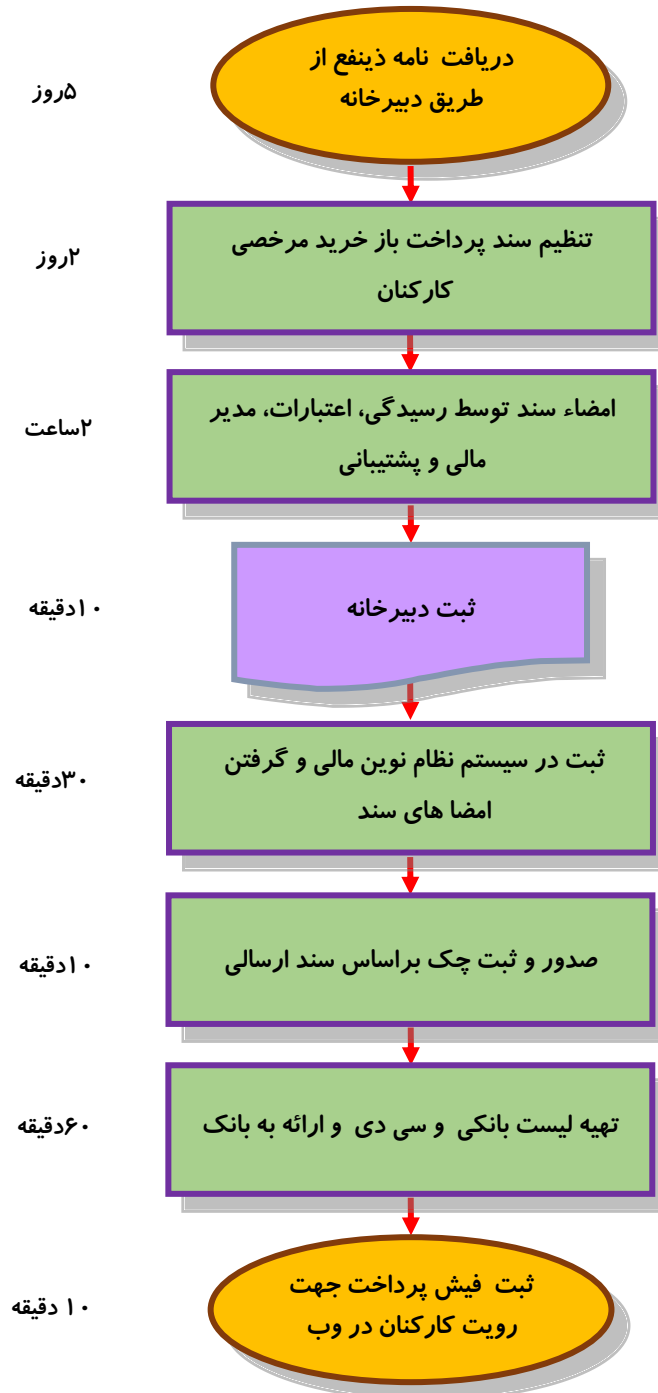 دریافت نامه ذینفع از
طریق دبیرخانه
۵روز
تنظیم سند پرداخت باز خرید مرخصی
کارکنان
۲روز
امضاء سند توسط رسیدگی، اعتبارات، مدیر
مالی و پشتیبانی
۲ساعت
ثبت دبیرخانه
۱۰دقیقه
ثبت در سیستم نظام نوین مالی و گرفتن
امضا های سند
۳۰دقیقه
صدور و ثبت چک براساس سند ارسالی
۱۰دقیقه
تهیه لیست بانکی و سی دی و ارائه به بانک
۶۰دقیقه
ثبت فیش پرداخت جهت
رویت کارکنان در وب
۱۰ دقیقه